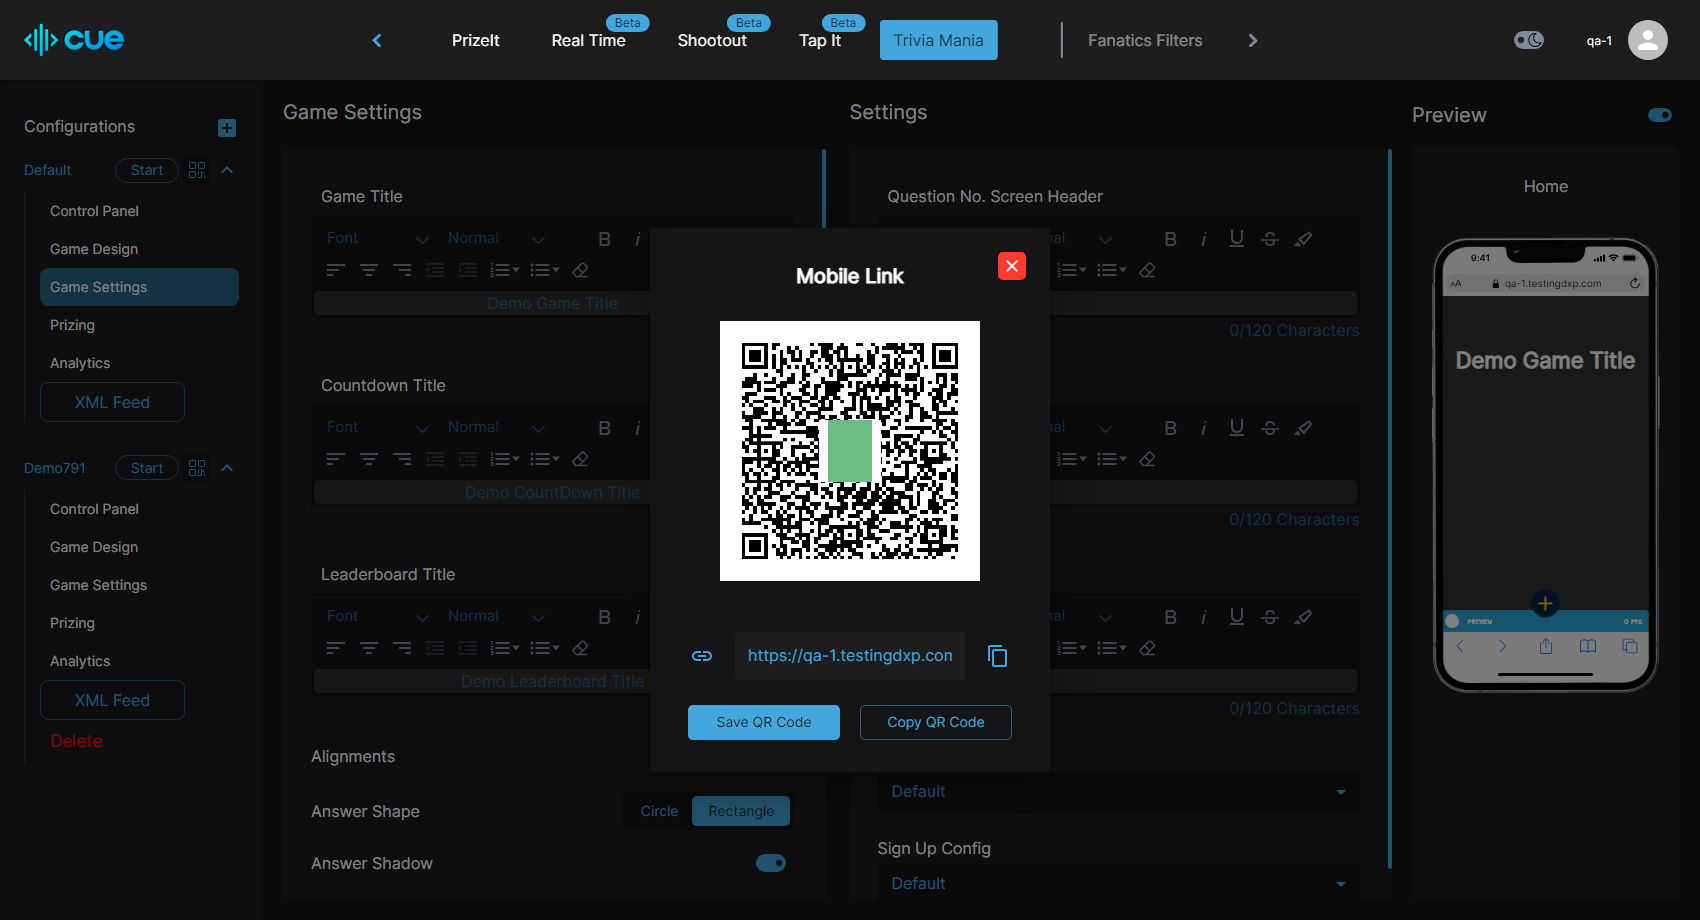 cue
PrizeIt
Real Time
Beta
Shootout
Beta
Tap It
Beta
Trivia Mania
Fanatics Filters
qa-1
Configurations
Default
Start
Control Panel
Game Design
Game Settings
Prizing
Analytics
XML Feed
Demo791
Start
Control Panel
Game Design
Game Settings
Prizing
Analytics
XML Feed
Delete
Game Settings
Game Title
Font
Normal
B
i
Demo Game Title
Countdown Title
Font
Normal
B
i
Demo CountDown Title
Leaderboard Title
Font
Normal
B
i
Demo Leaderboard Title
Alignments
Answer Shape
Circle
Rectangle
Answer Shadow
Mobile Link
https://qa-1.testingdxp.con
Save QR Code
Copy QR Code
Settings
Question No. Screen Header
al
B
i
U
S
0/120 Characters
al
B
i
U
S
0/120 Characters
al
B
i
U
S
0/120 Characters
Default
Sign Up Config
Default
Preview
Home
9:41
AA
qa-1.testingdxp.com
Demo Game Title
PREVIEW
0 PTS.